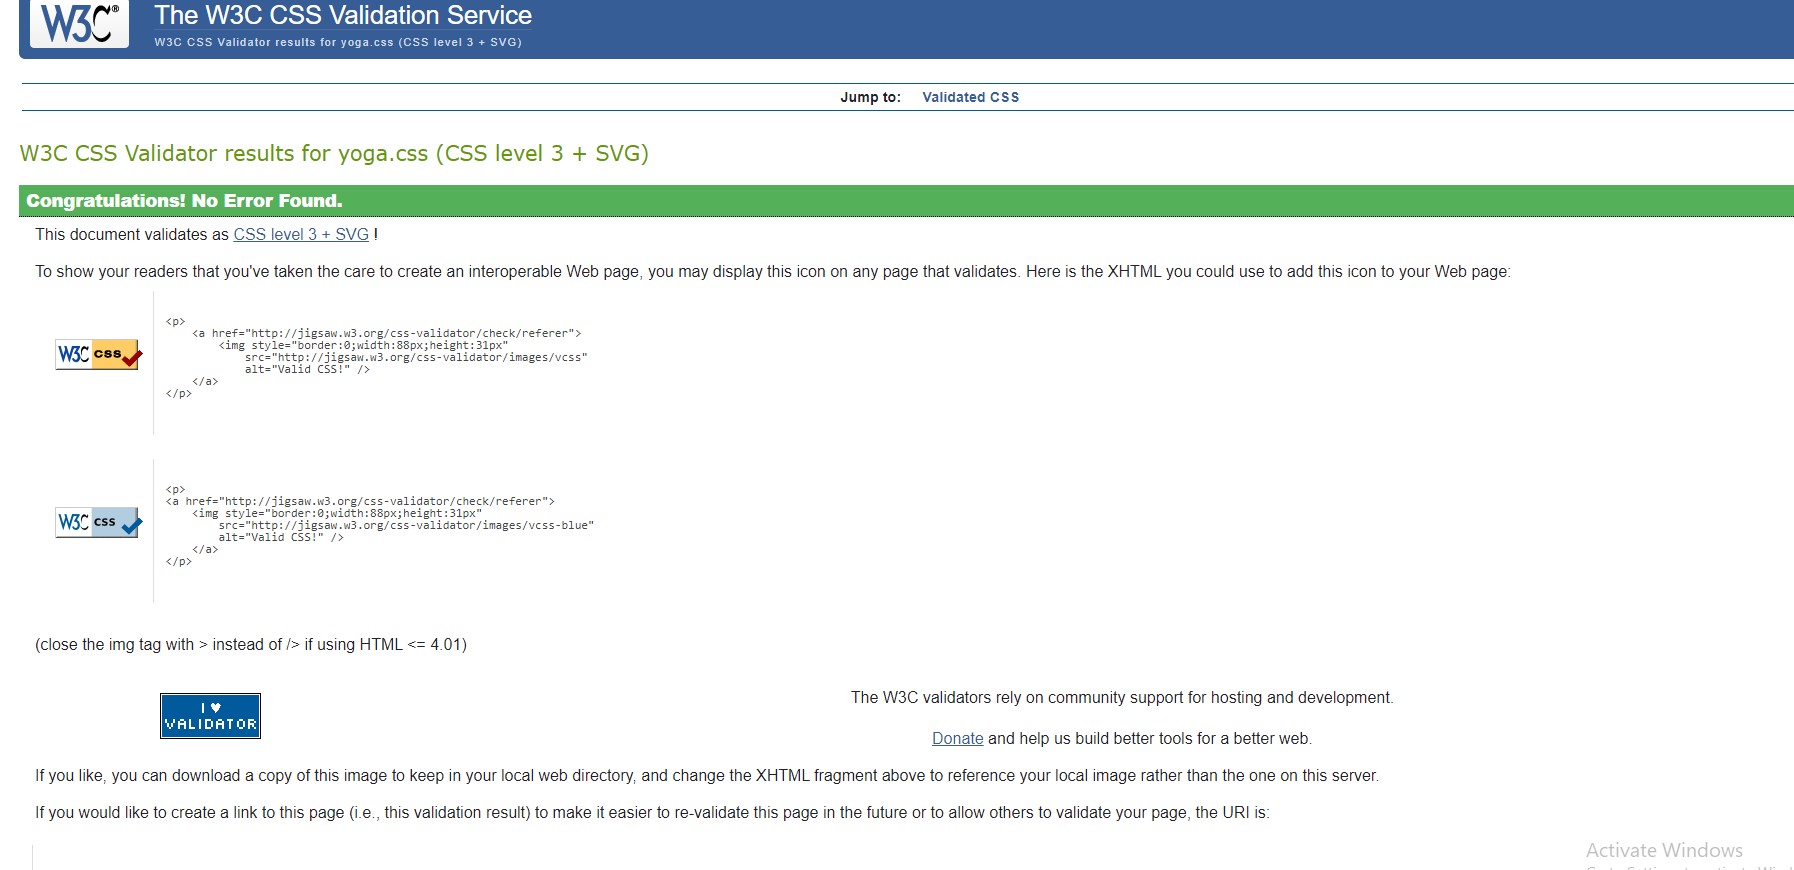 W3C®
The W3C CSS Validation Service
W3C CSS Validator results for yoga.css (CSS level 3 + SVG)
Jump to: Validated CSS
W3C CSS Validator results for yoga.css (CSS level 3 + SVG)
Congratulations! No Error Found.
This document validates as CSS level 3 + SVG !
To show your readers that you've taken the care to create an interoperable Web page, you may display this icon on any page that validates. Here is the XHTML you could use to add this icon to your Web page:
W3C css
<p>
<a href="http://jigsaw.w3.org/css-validator/check/referer">
<img style="border:0;width:88px;height:31px"
src="http://jigsaw.w3.org/css-validator/images/vcss"
alt="Valid CSS!" />
</a>
</p>
W3C css
<p>
<a href="http://jigsaw.w3.org/css-validator/check/referer">
<img style="border:0;width:88px;height:31px"
src="http://jigsaw.w3.org/css-validator/images/vcss-blue"
alt="Valid CSS!" />
</a>
</p>
(close the img tag with > instead of /> if using HTML <= 4.01)
I ♥
VALIDATOR
The W3C validators rely on community support for hosting and development.
Donate and help us build better tools for a better web.
If you like, you can download a copy of this image to keep in your local web directory, and change the XHTML fragment above to reference your local image rather than the one on this server.
If you would like to create a link to this page (i.e., this validation result) to make it easier to re-validate this page in the future or to allow others to validate your page, the URI is:
Activate Windows